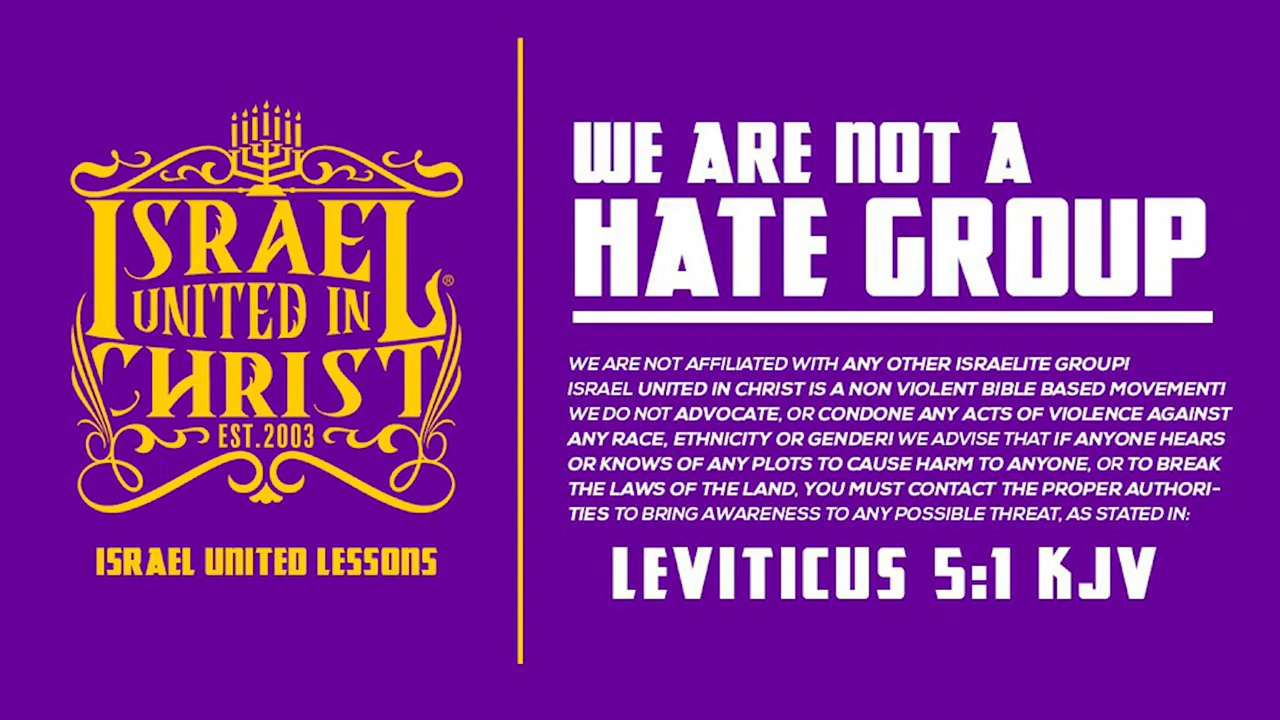 ISRAEL
UNITED IN
CHRIST
EST.2003
ISRAEL UNITED LESSONS
WE ARE NOT A
HATE GROUP
WE ARE NOT AFFILIATED WITH ANY OTHER ISRAELITE GROUP!
ISRAEL UNITED IN CHRIST IS A NON VIOLENT BIBLE BASED MOVEMENT!
WE DO NOT ADVOCATE, OR CONDONE ANY ACTS OF VIOLENCE AGAINST
ANY RACE, ETHNICITY OR GENDER! WE ADVISE THAT IF ANYONE HEARS
OR KNOWS OF ANY PLOTS TO CAUSE HARM TO ANYONE, OR TO BREAK
THE LAWS OF THE LAND, YOU MUST CONTACT THE PROPER AUTHORI-
TIES TO BRING AWARENESS TO ANY POSSIBLE THREAT, AS STATED IN:
LEVITICUS 5:1 KJV